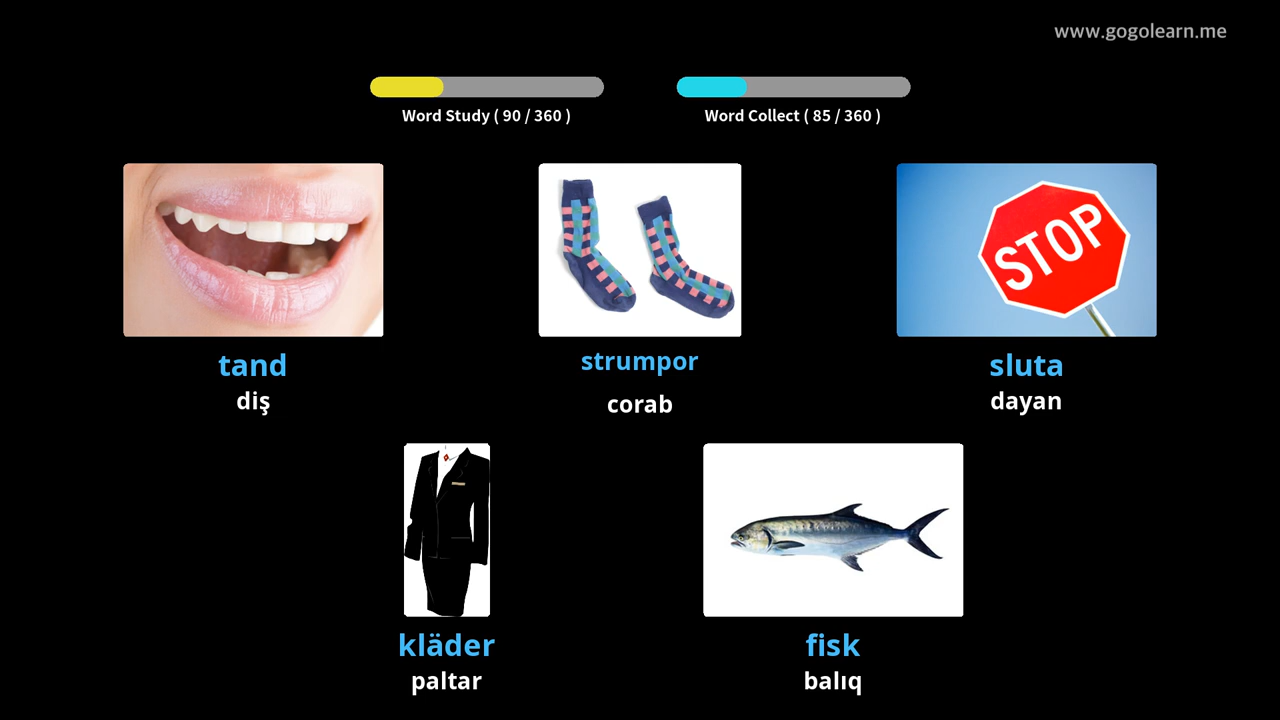 www.gogolearn.me
Word Study ( 90 / 360 )
Word Collect ( 85 / 360 )
STOP
tand
diş
strumpor
corab
sluta
dayan
kläder
paltar
fisk
balıq